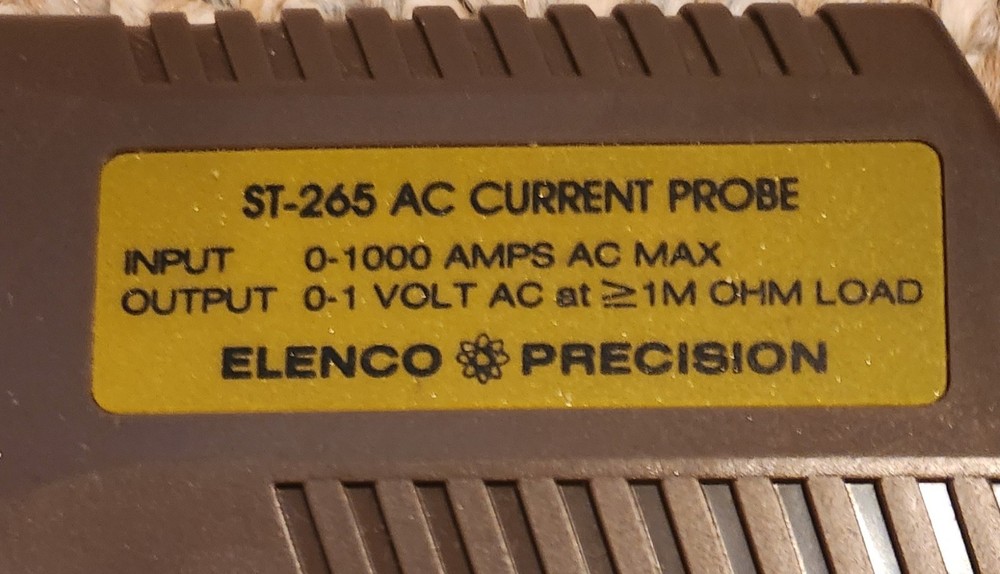 ST-265 AC CURRENT PROBE
INPUT 0-1000 AMPS AC MAX
OUTPUT 0-1 VOLT AC at ≥1M OHM LOAD
ELENCO PRECISION